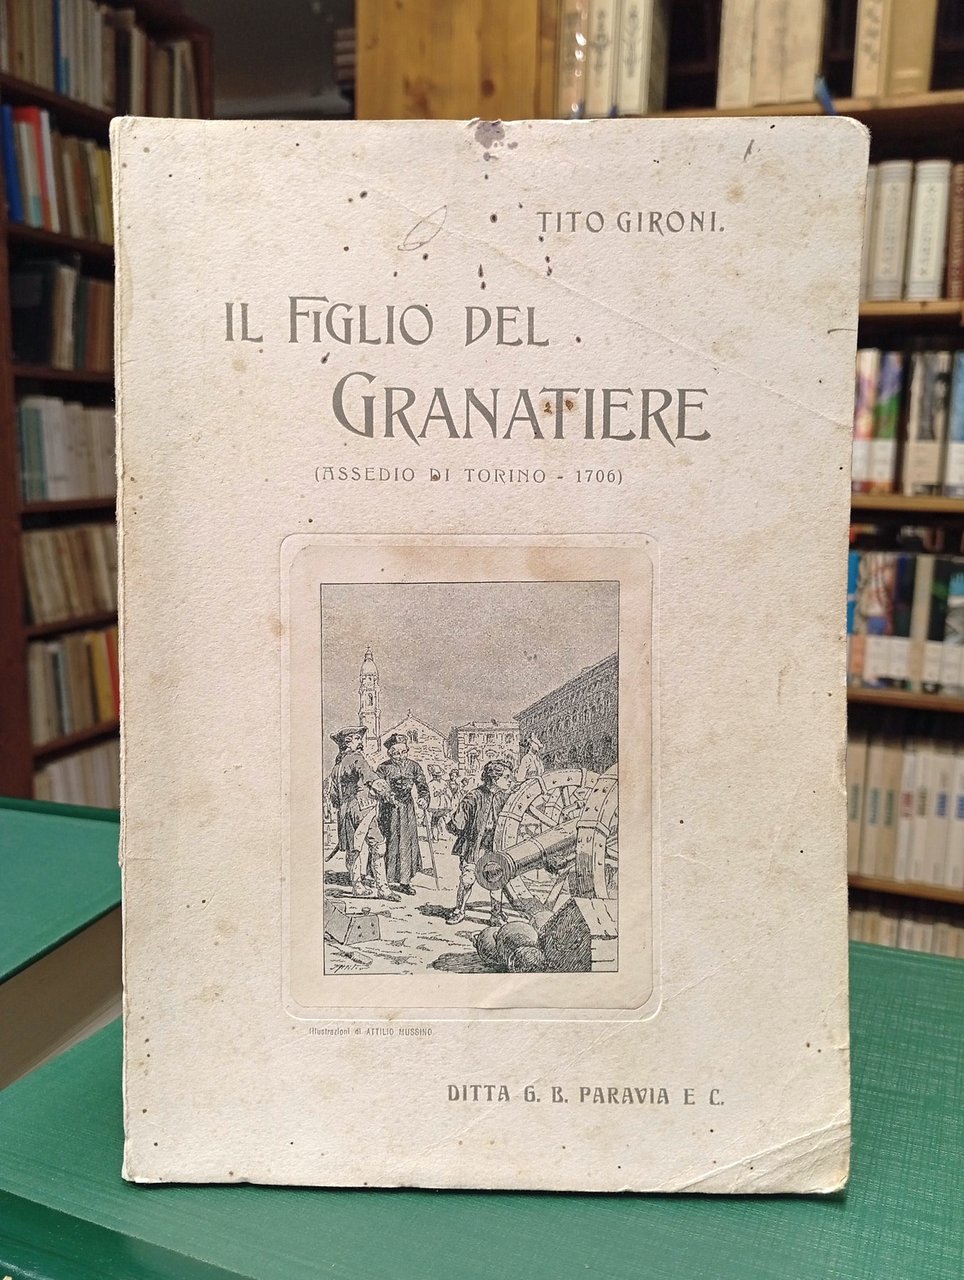 TITO GIRONI.
IL FIGLIO DEL
GRANATIERE
(ASSEDIO DI TORINO - 1706)
Illustrazioni di ATTILIO MUSSINO
DITTA G. B. PARAVIA E C.